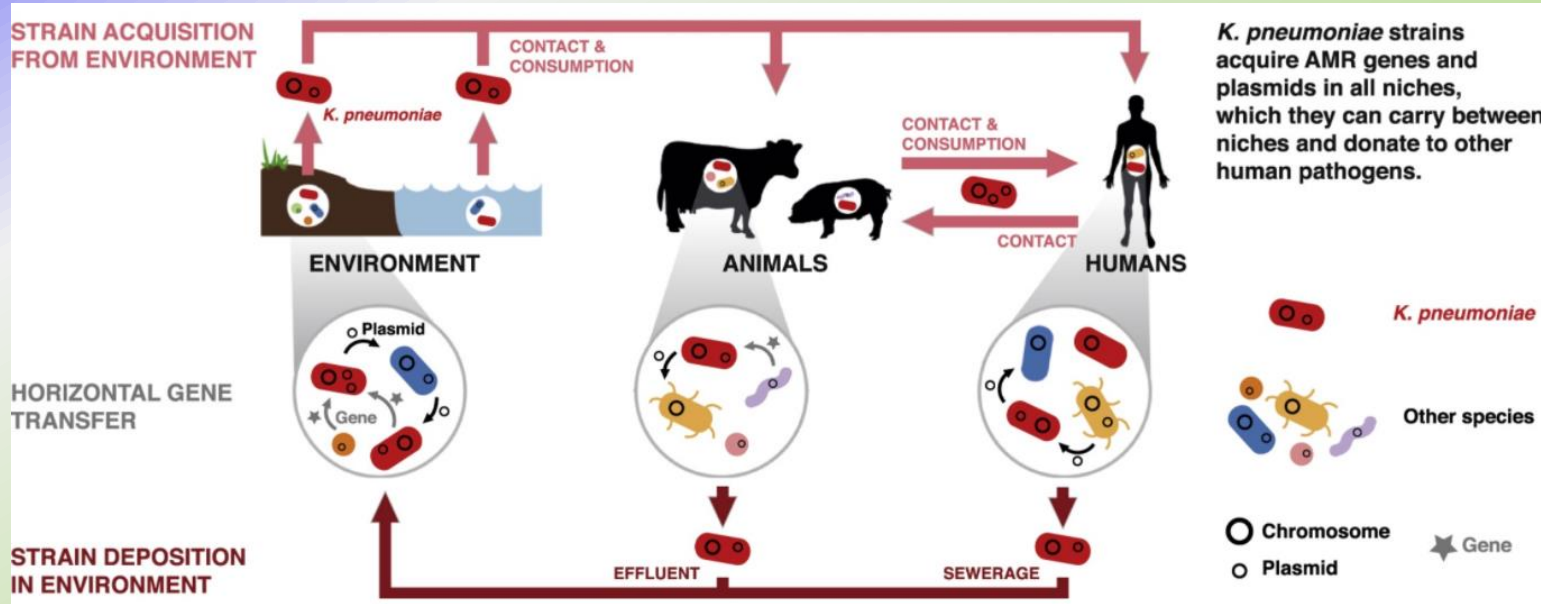 STRAIN ACQUISITION
FROM ENVIRONMENT
CONTACT &
CONSUMPTION
K. pneumoniae
CONTACT &
CONSUMPTION
CONTACT
K. pneumoniae strains
acquire AMR genes and
plasmids in all niches,
which they can carry between
niches and donate to other
human pathogens.
ENVIRONMENT
ANIMALS
HUMANS
HORIZONTAL GENE
TRANSFER
Plasmid
Gene
K. pneumoniae
Other species
Chromosome
Gene
Plasmid
STRAIN DEPOSITION
IN ENVIRONMENT
EFFLUENT
SEWERAGE